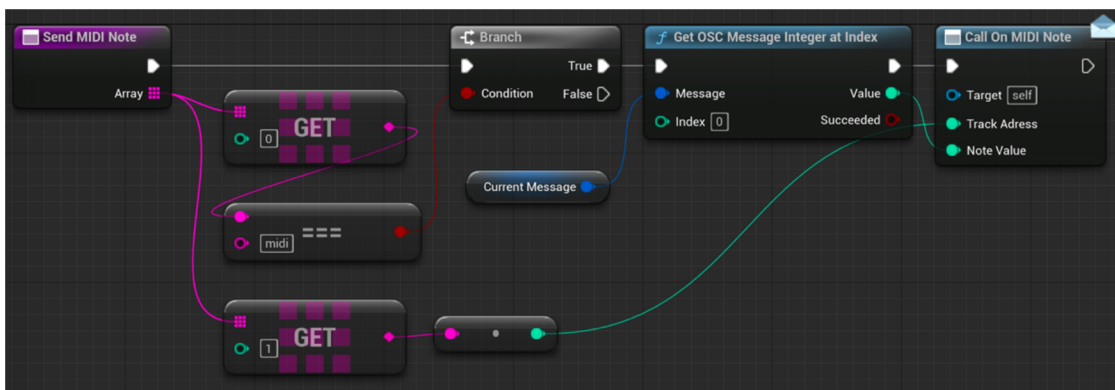 Send MIDI Note
Array
0
GET
midi
===
1
GET
Branch
True
Condition
False
Current Message
Get OSC Message Integer at Index
Message
Value
Index 0
Succeeded
Call On MIDI Note
Target self
Track Adress
Note Value